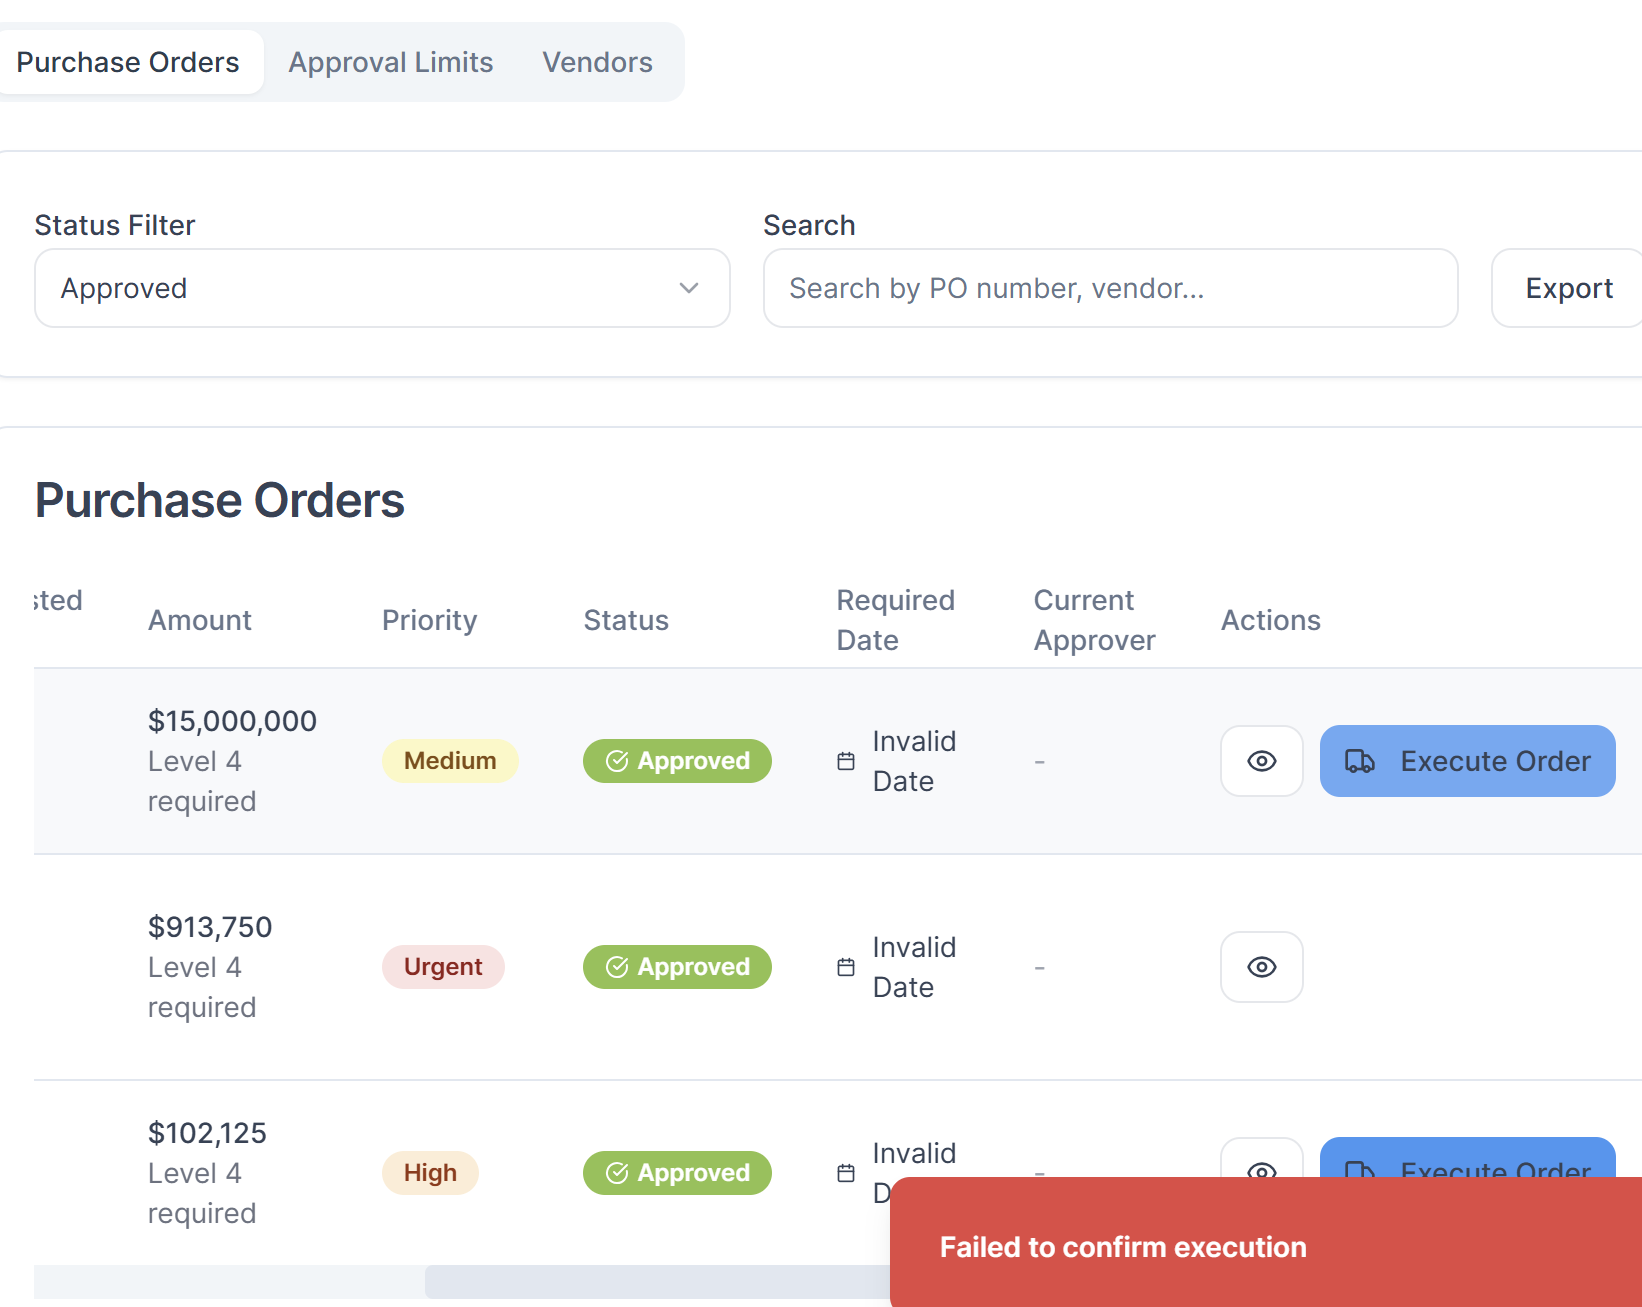 Purchase Orders Approval Limits Vendors
Status Filter Search
Approved Search by PO number, vendor... Export
Purchase Orders
sted Amount Priority Status Required Date Current Approver Actions
$15,000,000
Level 4
required
Medium Approved Invalid
Date
- Execute Order
$913,750
Level 4
required
Urgent Approved Invalid
Date
-
$102,125
Level 4
required
High Approved Invalid
D
- Execute Order
Failed to confirm execution